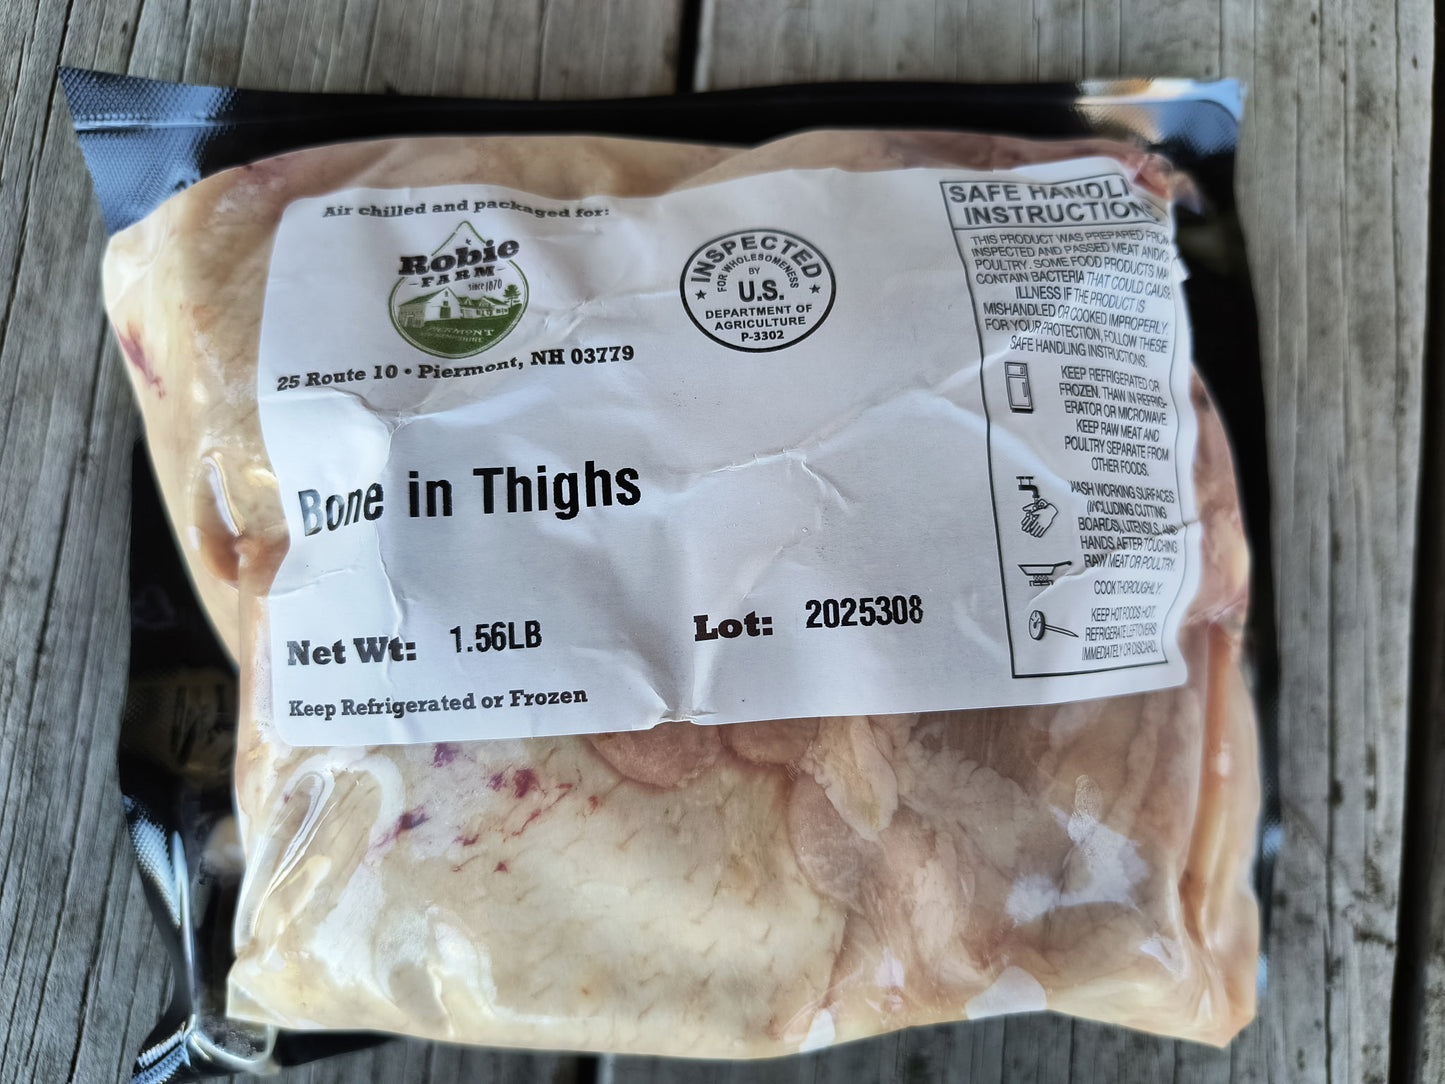 Air chilled and packaged for:
Robie
FARM
since 1870
PIERMONT
25 Route 10 • Piermont, NH 03779
INSPECTED
FOR WHOLESOMENESS
BY
U.S.
DEPARTMENT OF
AGRICULTURE
P-3302
Bone in Thighs
Net Wt: 1.56LB
Lot: 2025308
Keep Refrigerated or Frozen
SAFE HANDLI
INSTRUCTIONS
THIS PRODUCT WAS PREPARED FROM
INSPECTED AND PASSED MEAT AND/OR
POULTRY. SOME FOOD PRODUCTS MAY
CONTAIN BACTERIA THAT COULD CAUSE
ILLNESS IF THE PRODUCT IS
MISHANDLED OR COOKED IMPROPERLY.
FOR YOUR PROTECTION, FOLLOW THESE
SAFE HANDLING INSTRUCTIONS.
KEEP REFRIGERATED OR
FROZEN. THAW IN REFRIG-
ERATOR OR MICROWAVE.
KEEP RAW MEAT AND
POULTRY SEPARATE FROM
OTHER FOODS.
WASH WORKING SURFACES
(INCLUDING CUTTING
BOARDS), UTENSILS, AND
HANDS AFTER TOUCHING
RAW MEAT OR POULTRY.
COOK THOROUGHLY.
KEEP HOT FOODS HOT.
REFRIGERATE LEFTOVERS
IMMEDIATELY OR DISCARD.